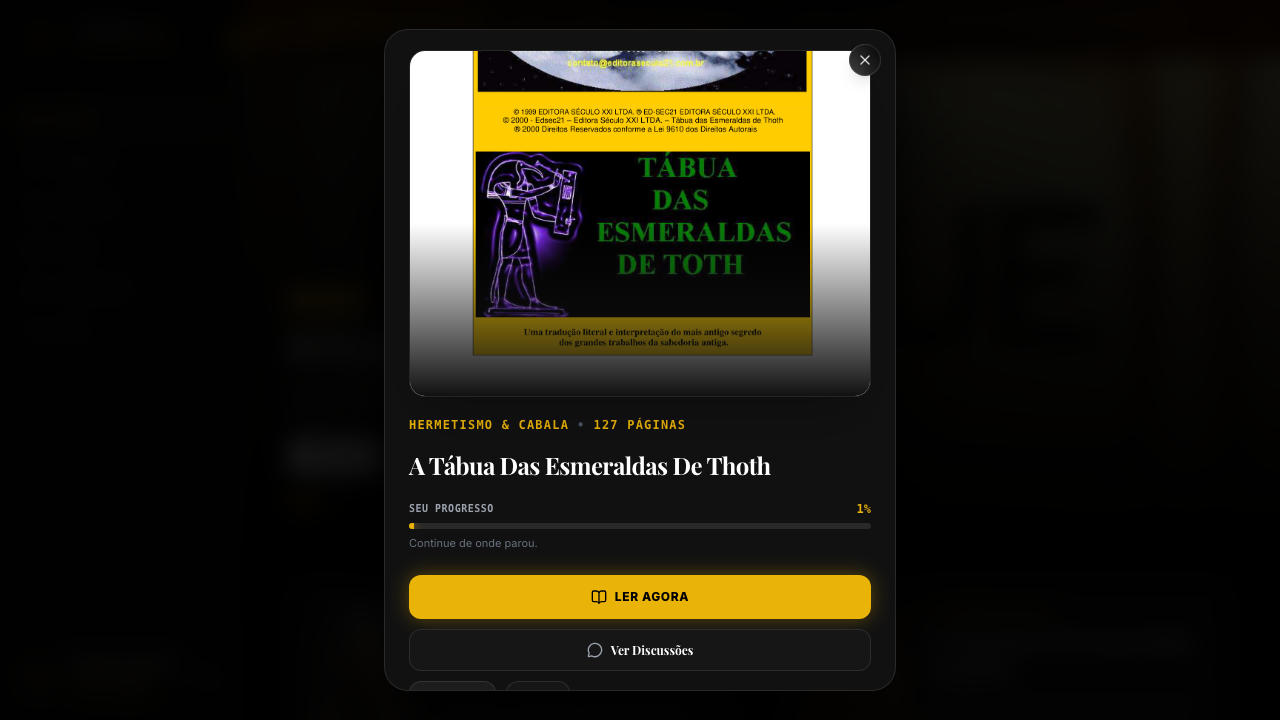 contato@editoraseculo21.com.br
© 1999 EDITORA SÉCULO XXI LTDA. ® ED-SEC21 EDITORA SÉCULO XXI LTDA.
© 2000 - Edsec21 – Editora Século XXI LTDA. – Tábua das Esmeraldas de Thoth
® 2000 Direitos Reservados conforme a Lei 9610 dos Direitos Autorais
TÁBUA
DAS
ESMERALDAS
DE TOTH
Uma tradução literal e interpretação do mais antigo segredo
dos grandes trabalhos da sabedoria antiga.
HERMETISMO & CABALA • 127 PÁGINAS
A Tábua Das Esmeraldas De Thoth
SEU PROGRESSO 1%
Continue de onde parou.
LER AGORA
Ver Discussões